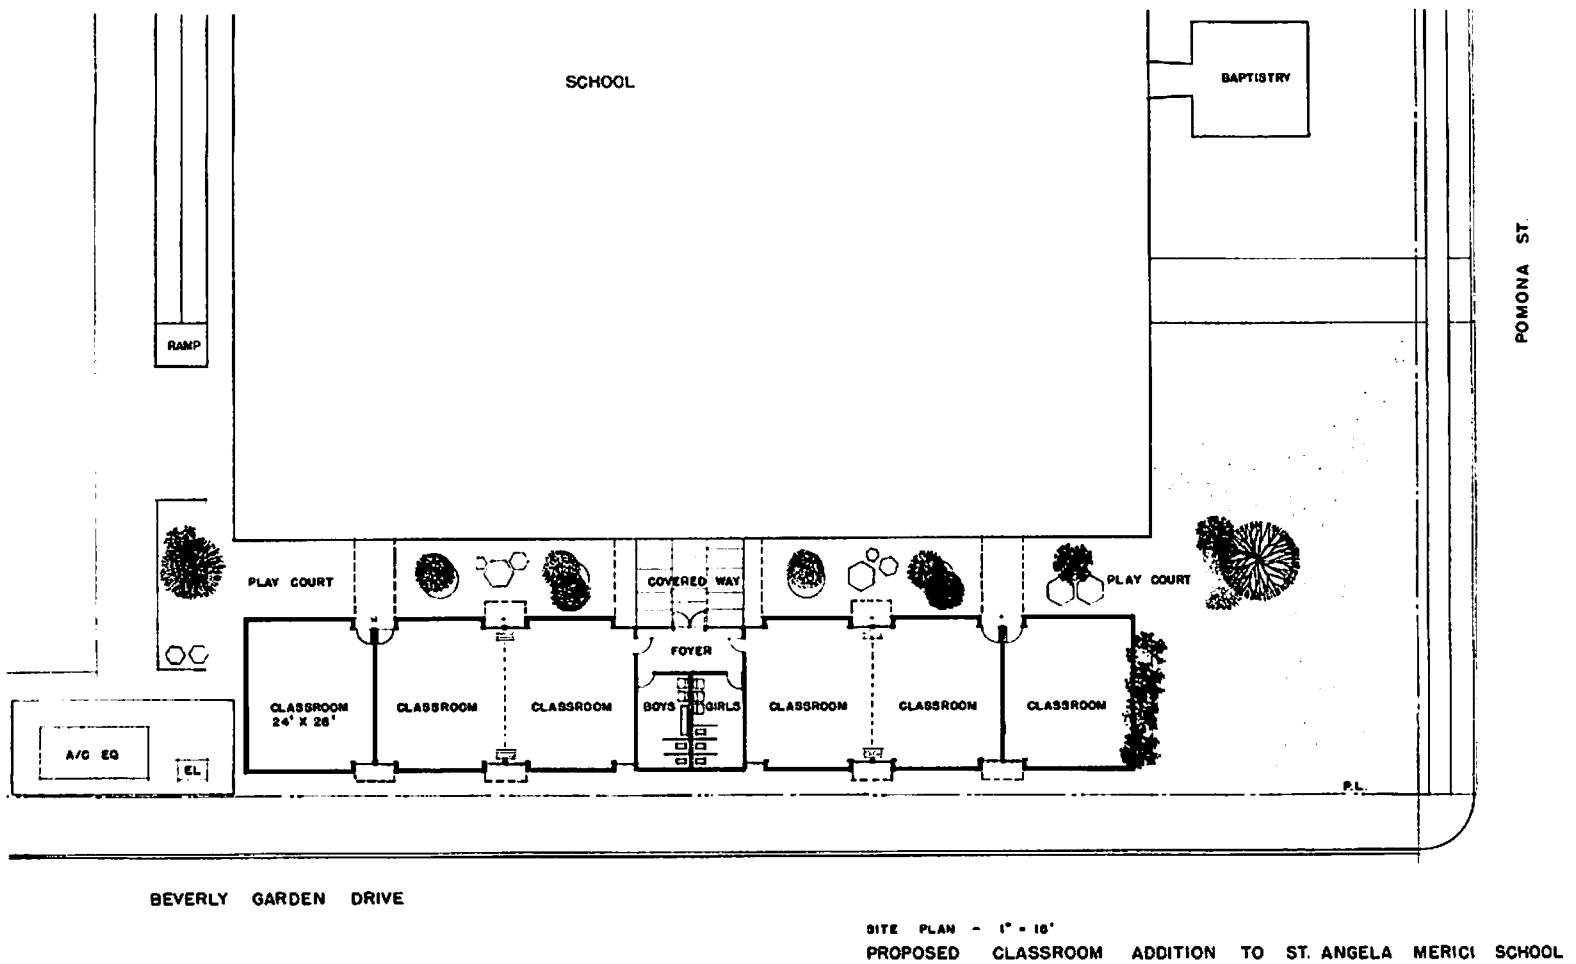 SCHOOL
BAPTISTRY
POMONA ST.
RAMP
PLAY COURT
COVERED WAY
PLAY COURT
FOYER
CLASSROOM
24' X 28'
CLASSROOM
CLASSROOM
BOYS
GIRLS
CLASSROOM
CLASSROOM
CLASSROOM
A/C EQ
EL
P.L.
BEVERLY GARDEN DRIVE
SITE PLAN - 1" = 16'
PROPOSED CLASSROOM ADDITION TO ST. ANGELA MERICI SCHOOL